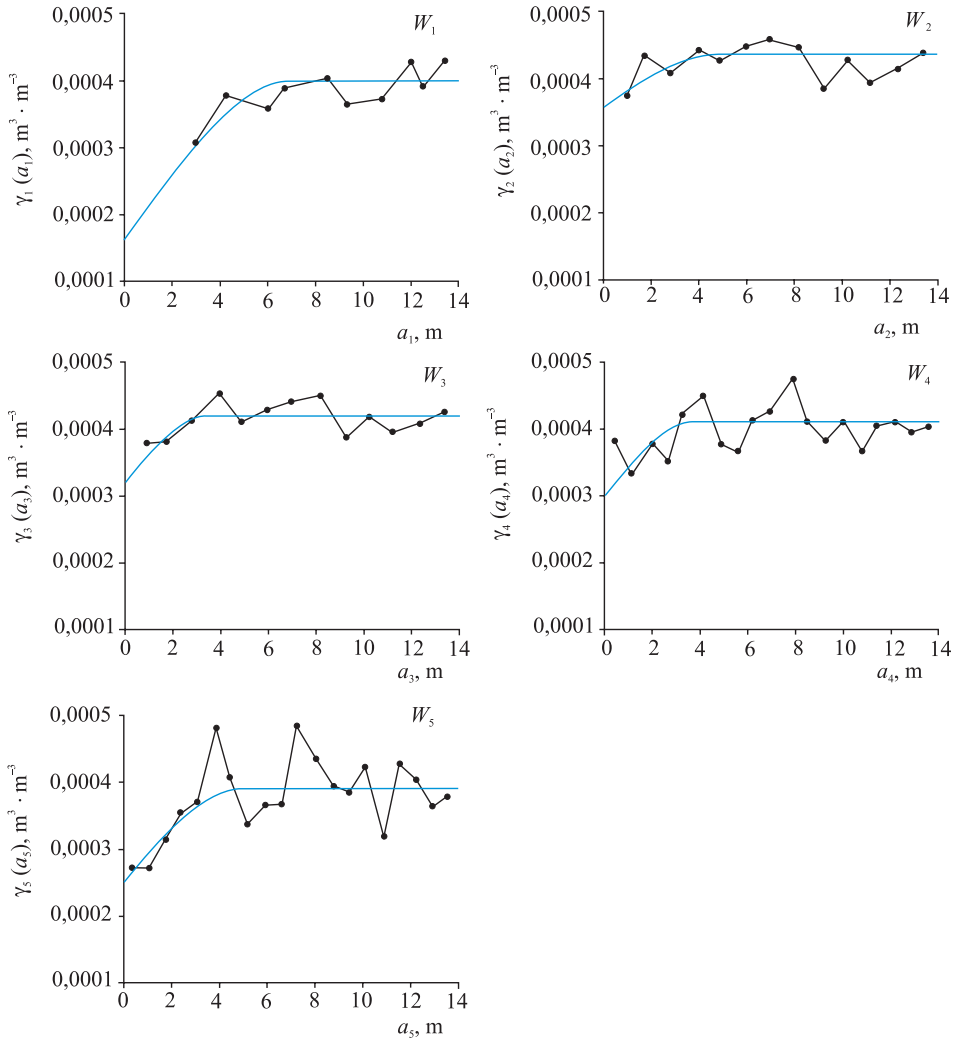 W₁
γ₁ (a₁), m³ · m⁻³
0,0005
0,0004
0,0003
0,0002
0,0001
0 2 4 6 8 10 12 14
a₁, m
W₂
γ₂ (a₂), m³ · m⁻³
0,0005
0,0004
0,0003
0,0002
0,0001
0 2 4 6 8 10 12 14
a₂, m
W₃
γ₃ (a₃), m³ · m⁻³
0,0005
0,0004
0,0003
0,0002
0,0001
0 2 4 6 8 10 12 14
a₃, m
W₄
γ₄ (a₄), m³ · m⁻³
0,0005
0,0004
0,0003
0,0002
0,0001
0 2 4 6 8 10 12 14
a₄, m
W₅
γ₅ (a₅), m³ · m⁻³
0,0005
0,0004
0,0003
0,0002
0,0001
0 2 4 6 8 10 12 14
a₅, m